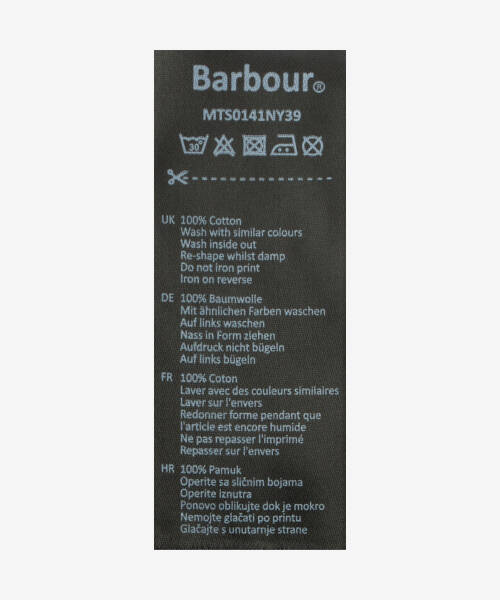 Barbour®
MTS0141NY39
30°
UK 100% Cotton
Wash with similar colours
Wash inside out
Re-shape whilst damp
Do not iron print
Iron on reverse
DE 100% Baumwolle
Mit ähnlichen Farben waschen
Auf links waschen
Nass in Form ziehen
Aufdruck nicht bügeln
Auf links bügeln
FR 100% Coton
Laver avec des couleurs similaires
Laver sur l'envers
Redonner forme pendant que
l'article est encore humide
Ne pas repasser l'imprimé
Repasser sur l'envers
HR 100% Pamuk
Operite sa sličnim bojama
Operite iznutra
Ponovo oblikujte dok je mokro
Nemojte glačati po printu
Glačajte s unutarnje strane